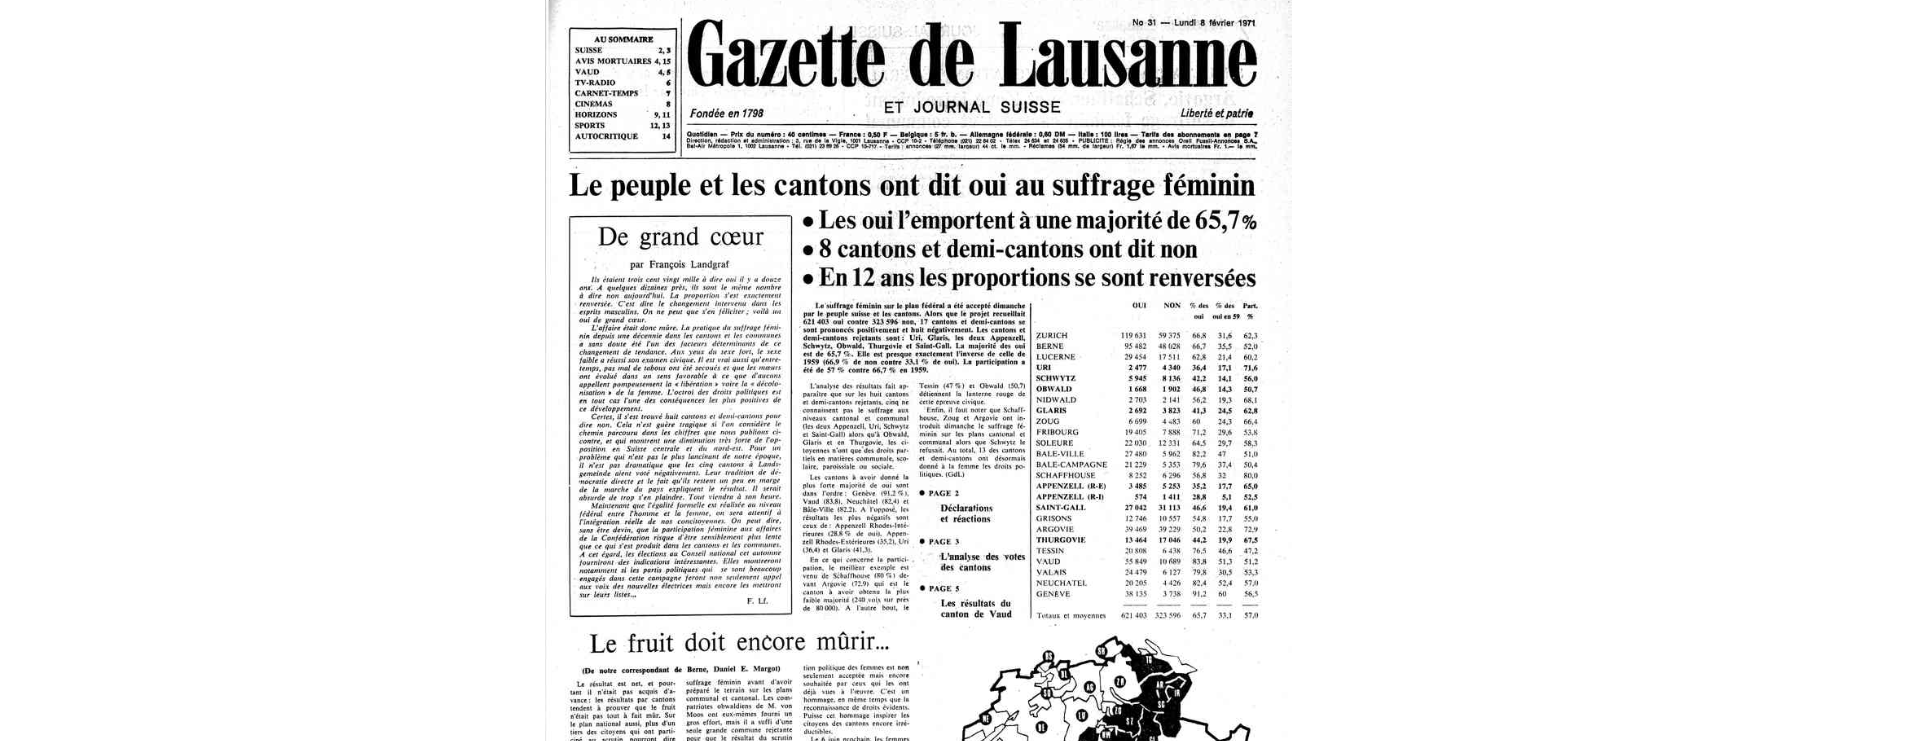 No 31 — Lundi 8 février 1971
AU SOMMAIRE
SUISSE 2, 3
AVIS MORTUAIRES 4, 15
VAUD 4, 5
TV-RADIO 6
CARNET-TEMPS 7
CINEMAS 8
HORIZONS 9, 11
SPORTS 12, 13
AUTOCRITIQUE 14
Gazette de Lausanne
ET JOURNAL SUISSE
Fondée en 1798
Liberté et patrie
Quotidien — Prix du numéro : 40 centimes — France : 0,50 F — Belgique : 5 fr. b. — Allemagne fédérale : 0,60 DM — Italie : 100 lires — Tarifs des abonnements en page 7
Le peuple et les cantons ont dit oui au suffrage féminin
• Les oui l'emportent à une majorité de 65,7%
• 8 cantons et demi-cantons ont dit non
• En 12 ans les proportions se sont renversées
De grand cœur
par François Landgraf
Ils étaient trois cent vingt mille à dire oui il y a douze
ans. A quelques dizaines près, ils sont le même nombre
à dire non aujourd'hui. La proportion s'est exactement
renversée. C'est dire le changement intervenu dans les
esprits masculins. On ne peut que s'en féliciter ; voilà un
oui de grand cœur.
L'affaire était donc mûre. La pratique du suffrage fémi-
nin depuis une décennie dans les cantons et les communes
a sans doute été l'un des facteurs déterminants de ce
changement de tendance. Aux yeux du sexe fort, le sexe
faible a réussi son examen civique. Il est vrai aussi qu'entre-
temps, pas mal de tabous ont été secoués et que les mœurs
ont évolué dans un sens favorable à ce que d'aucuns
appellent pompeusement la « libération » voire la « décolo-
nisation » de la femme. L'octroi des droits politiques est
en tout cas l'une des conséquences les plus positives de
ce développement.
Certes, il s'est trouvé huit cantons et demi-cantons pour
dire non. Cela n'est guère tragique si l'on considère le
chemin parcouru dans les chiffres que nous publions ci-
contre, et qui montrent une diminution très forte de l'op-
position en Suisse centrale et du nord-est. Pour un
problème qui n'est pas le plus lancinant de notre époque,
il n'est pas dramatique que les cinq cantons à Lands-
gemeinde aient voté négativement. Leur tradition de dé-
mocratie directe et le fait qu'ils restent un peu en marge
de la marche du pays expliquent le résultat. Il serait
absurde de trop s'en plaindre. Tout viendra à son heure.
Maintenant que l'égalité formelle est réalisée au niveau
fédéral entre l'homme et la femme, on sera attentif à
l'intégration réelle de nos concitoyennes. On peut dire,
sans être devin, que la participation féminine aux affaires
de la Confédération risque d'être sensiblement plus lente
que ce qui s'est produit dans les cantons et les communes.
A cet égard, les élections au Conseil national cet automne
fourniront des indications intéressantes. Elles montreront
notamment si les partis politiques qui se sont beaucoup
engagés dans cette campagne feront non seulement appel
aux voix des nouvelles électrices mais encore les mettront
sur leurs listes...
F. Lf.
Le suffrage féminin sur le plan fédéral a été accepté dimanche
par le peuple suisse et les cantons. Alors que le projet recueillait
621 403 oui contre 323 596 non, 17 cantons et demi-cantons se
sont prononcés positivement et huit négativement. Les cantons et
demi-cantons rejetants sont : Uri, Glaris, les deux Appenzell,
Schwytz, Obwald, Thurgovie et Saint-Gall. La majorité des oui
est de 65,7 %. Elle est presque exactement l'inverse de celle de
1959 (66,9 % de non contre 33,1 % de oui). La participation a
été de 57 % contre 66,7 % en 1959.
L'analyse des résultats fait ap-
paraître que sur les huit cantons
et demi-cantons rejetants, cinq ne
connaissent pas le suffrage aux
niveaux cantonal et communal
(les deux Appenzell, Uri, Schwytz
et Saint-Gall) alors qu'à Obwald,
Glaris et en Thurgovie, les ci-
toyennes n'ont que des droits par-
tiels en matières communale, sco-
laire, paroissiale ou sociale.
Les cantons à avoir donné la
plus forte majorité de oui sont
dans l'ordre : Genève (91,2 %),
Vaud (83,8), Neuchâtel (82,4) et
Bâle-Ville (82,2). A l'opposé, les
résultats les plus négatifs sont
ceux de : Appenzell Rhodes-Inté-
rieures (28,8 % de oui), Appen-
zell Rhodes-Extérieures (35,2), Uri
(36,4) et Glaris (41,3).
En ce qui concerne la partici-
pation, le meilleur exemple est
venu de Schaffhouse (80 %) de-
vant Argovie (72,9) qui est le
canton à avoir obtenu la plus
faible majorité (240 voix sur près
de 80 000). A l'autre bout, le
Tessin (47 %) et Obwald (50,7)
détiennent la lanterne rouge de
cette épreuve civique.
Enfin, il faut noter que Schaff-
house, Zoug et Argovie ont in-
troduit dimanche le suffrage fé-
minin sur les plans cantonal et
communal alors que Schwytz le
refusait. Au total, 13 des cantons
et demi-cantons ont désormais
donné à la femme les droits po-
litiques. (GdL)
• PAGE 2
Déclarations
et réactions
• PAGE 3
L'analyse des votes
des cantons
• PAGE 5
Les résultats du
canton de Vaud
OUI NON % des oui % des oui en 59 Part. %
ZURICH 119 631 59 375 66,8 31,6 62,3
BERNE 95 482 48 028 66,7 35,5 52,0
LUCERNE 29 454 17 511 62,8 21,4 60,2
URI 2 477 4 340 36,4 17,1 71,6
SCHWYTZ 5 945 8 136 42,2 14,1 56,0
OBWALD 1 668 1 902 46,8 14,3 50,7
NIDWALD 2 703 2 141 56,2 19,3 68,1
GLARIS 2 692 3 823 41,3 24,5 62,8
ZOUG 6 699 4 483 60 24,3 66,4
FRIBOURG 19 405 7 888 71,2 29,6 53,8
SOLEURE 22 030 12 331 64,5 29,7 58,3
BALE-VILLE 27 480 5 962 82,2 47 51,0
BALE-CAMPAGNE 21 229 5 353 79,6 37,4 50,4
SCHAFFHOUSE 8 252 6 296 56,8 32 80,0
APPENZELL (R-E) 3 485 5 253 35,2 17,7 65,0
APPENZELL (R-I) 574 1 411 28,8 5,1 52,5
SAINT-GALL 27 042 31 113 46,6 19,4 61,0
GRISONS 12 746 10 557 54,8 17,7 55,0
ARGOVIE 39 469 39 229 50,2 22,8 72,9
THURGOVIE 13 464 17 046 44,2 19,9 67,5
TESSIN 20 808 6 438 76,5 46,6 47,2
VAUD 55 849 10 689 83,8 51,3 51,2
VALAIS 24 479 6 127 79,8 30,5 53,3
NEUCHATEL 20 205 4 426 82,4 52,4 57,0
GENÈVE 38 135 3 738 91,2 60 56,5
Totaux et moyennes 621 403 323 596 65,7 33,1 57,0
Le fruit doit encore mûrir...
(De notre correspondant de Berne, Daniel E. Margot)
Le résultat est net, et pour-
tant il n'était pas acquis d'a-
vance : les résultats par cantons
tendent à prouver que le fruit
n'était pas tout à fait mûr. Sur
le plan national aussi, plus d'un
tiers des citoyens qui ont parti-
suffrage féminin avant d'avoir
préparé le terrain sur les plans
communal et cantonal. Les com-
patriotes obwaldiens de M. von
Moos ont eux-mêmes fourni un
gros effort, mais il a suffi d'une
seule grande commune rejetante
pour que le résultat du scrutin
tion politique des femmes est non
seulement acceptée mais encore
souhaitée par ceux qui les ont
déjà vues à l'œuvre. C'est un
hommage, en même temps que la
reconnaissance de droits évidents.
Puisse cet hommage inspirer les
citoyens des cantons encore irré-
ductibles.
Le 6 juin prochain, les femmes